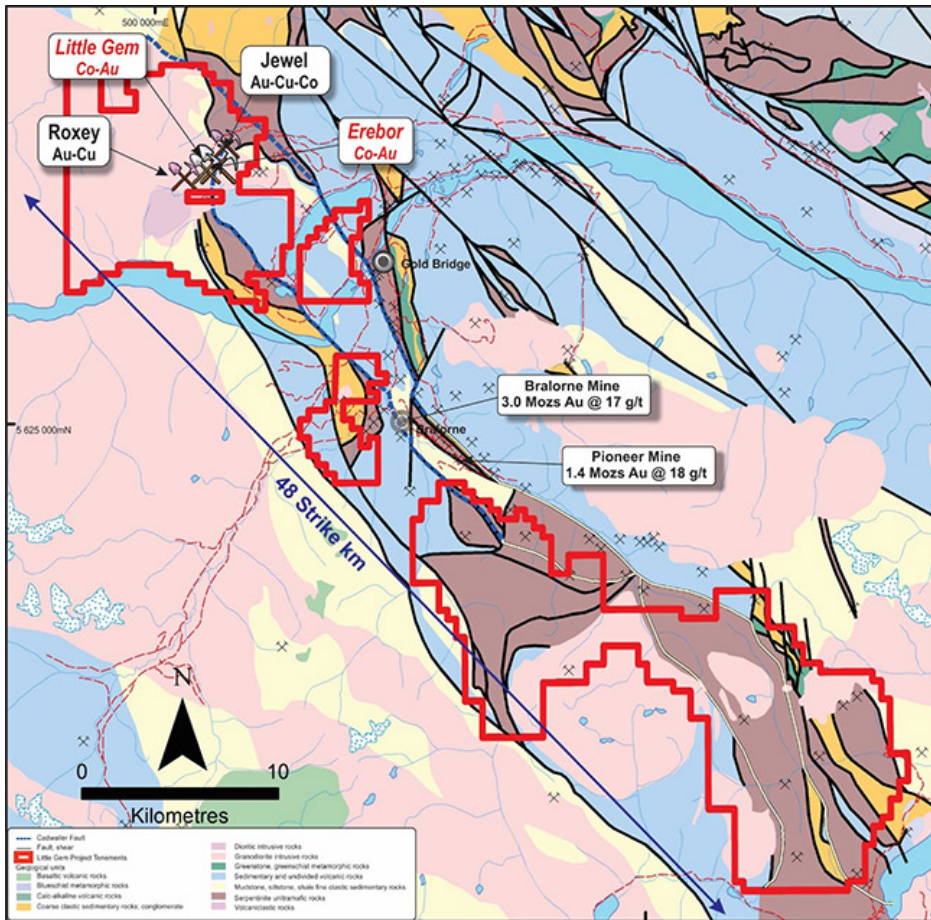 500 000mE
Little Gem
Co-Au
Jewel
Au-Cu-Co
Roxey
Au-Cu
Erebor
Co-Au
Gold Bridge
Bralorne Mine
3.0 Mozs Au @ 17 g/t
5 625 000mN
Bralorne
Pioneer Mine
1.4 Mozs Au @ 18 g/t
48 Strike km
N
0 10
Kilometres
Cadwaller Fault
Fault, shear
Little Gem Project Tenements
Geological units
Basaltic volcanic rocks
Blueschist metamorphic rocks
Calc-alkaline volcanic rocks
Coarse clastic sedimentary rocks, conglomerate
Dioritic intrusive rocks
Granodiorite intrusive rocks
Greenstone, greenschist metamorphic rocks
Sedimentary and undivided volcanic rocks
Mudstone, siltstone, shale fine clastic sedimentary rocks
Serpentinite ultramafic rocks
Volcaniclastic rocks